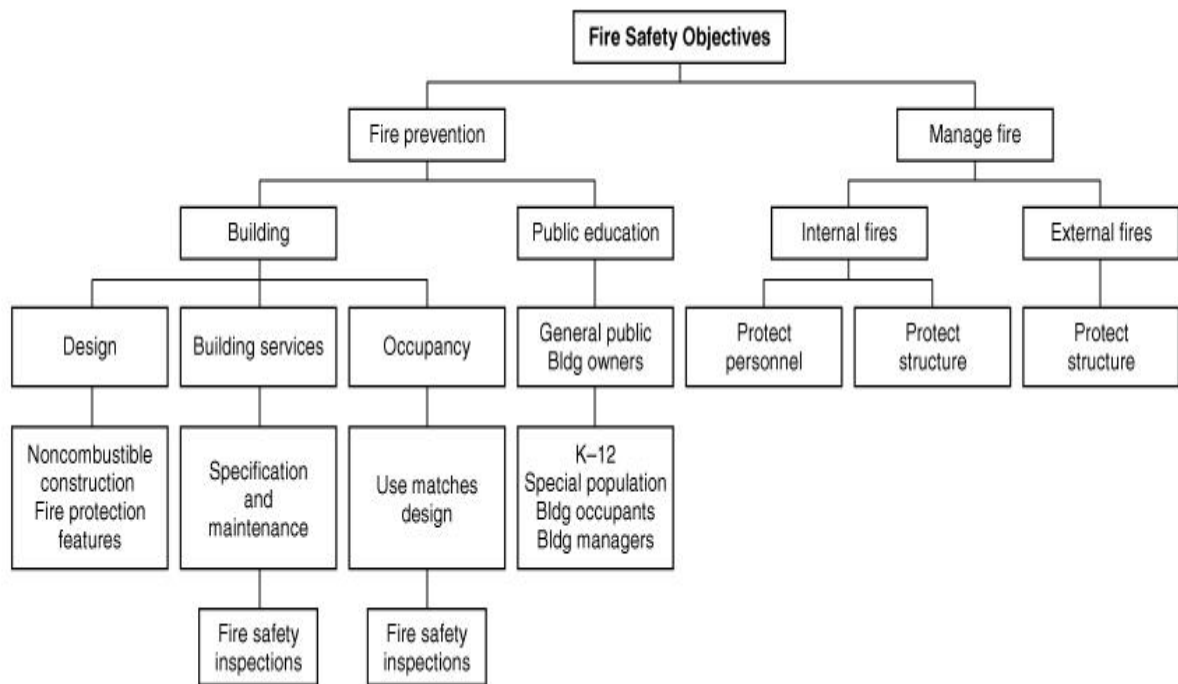 Fire Safety Objectives
Fire prevention
Manage fire
Building
Public education
Internal fires
External fires
Design
Building services
Occupancy
General public
Bldg owners
Protect
personnel
Protect
structure
Protect
structure
Noncombustible
construction
Fire protection
features
Specification
and
maintenance
Use matches
design
K–12
Special population
Bldg occupants
Bldg managers
Fire safety
inspections
Fire safety
inspections